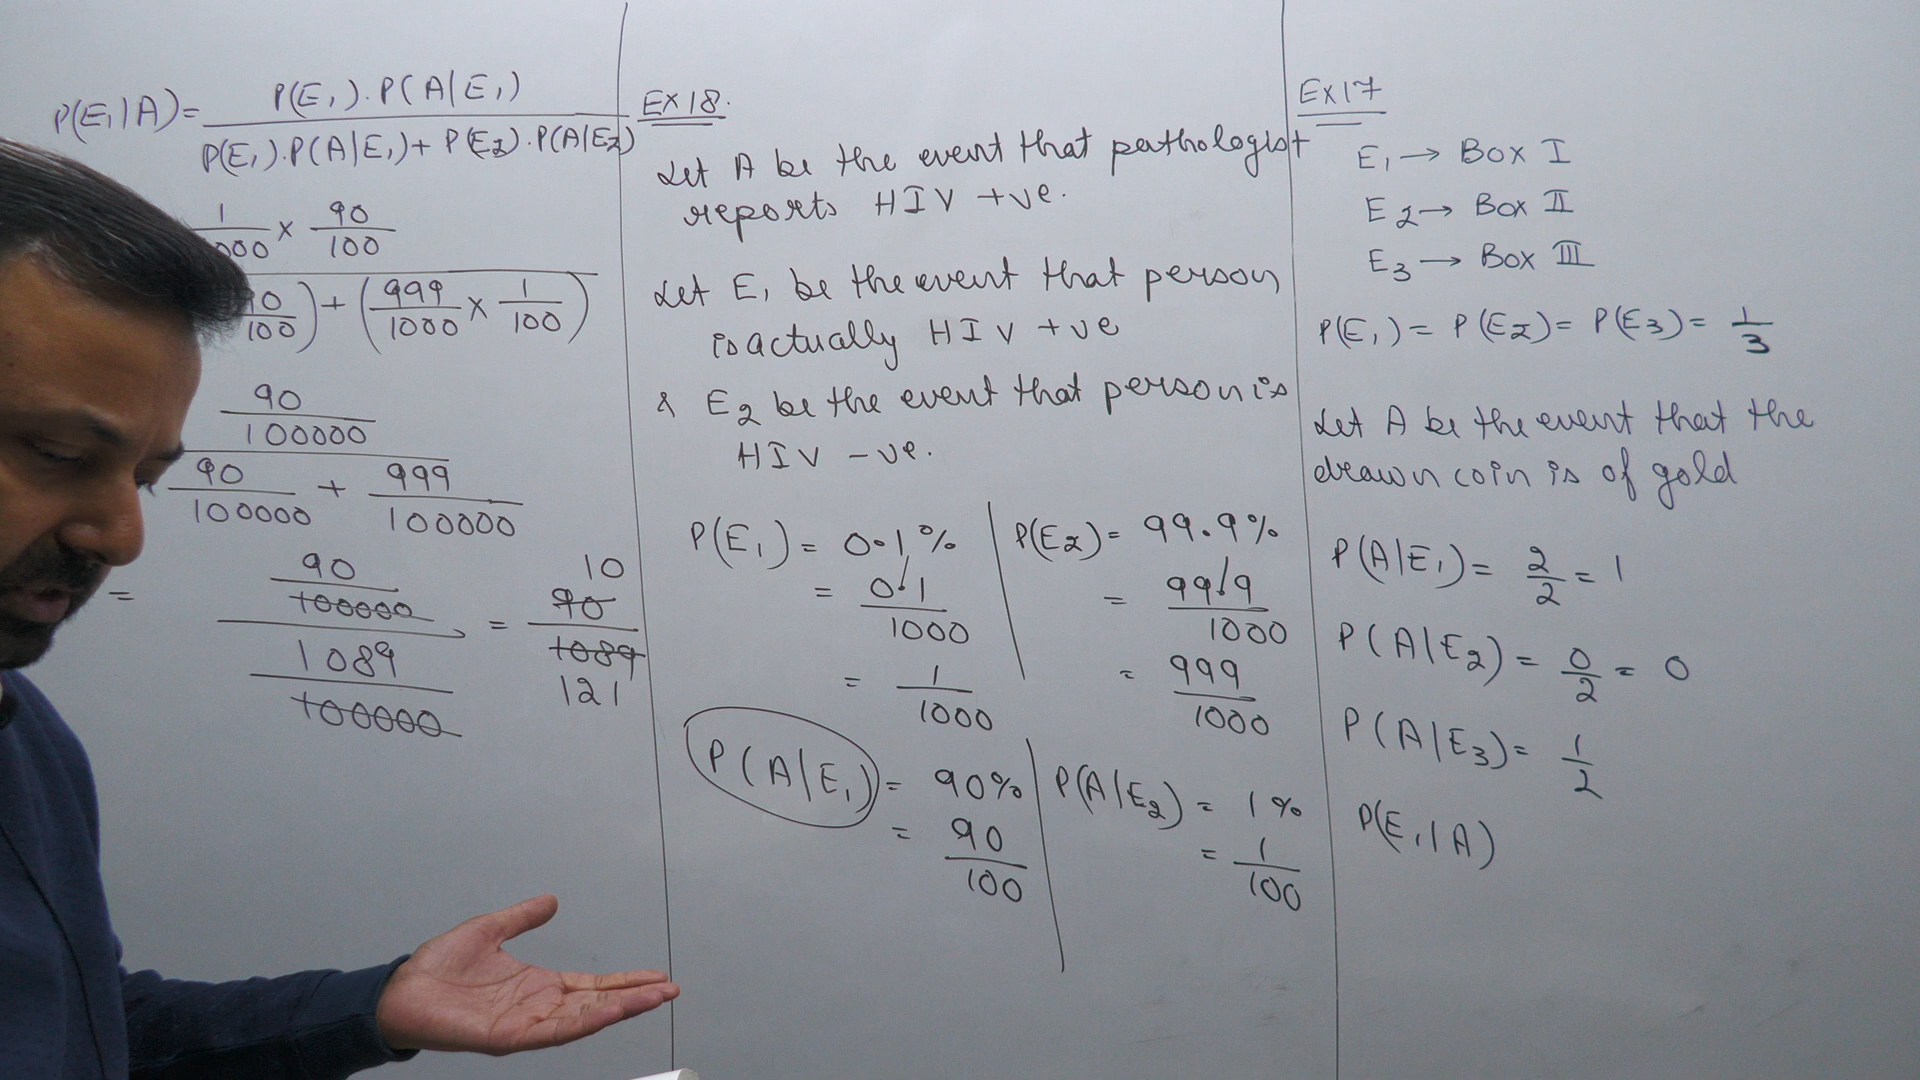 P(E₁|A) = P(E₁).P(A|E₁)
P(E₁).P(A|E₁) + P(E₂).P(A|E₂)
1 × 90
000 100
0 ) + ( 999 × 1 )
100 1000 100
90
100000
90 + 999
100000 100000
= 90 = 90 10
100000 1089
1089 121
100000
Ex 18.
Let A be the event that pathologist
reports HIV +ve.
Let E₁ be the event that person
is actually HIV +ve
& E₂ be the event that person is
HIV -ve.
P(E₁) = 0.1% P(E₂) = 99.9%
= 0.1 = 99.9
1000 1000
= 1 = 999
1000 1000
P(A|E₁) = 90% P(A|E₂) = 1%
= 90 = 1
100 100
Ex 17
E₁ → Box I
E₂ → Box II
E₃ → Box III
P(E₁) = P(E₂) = P(E₃) = 1/3
Let A be the event that the
drawn coin is of gold
P(A|E₁) = 2/2 = 1
P(A|E₂) = 0/2 = 0
P(A|E₃) = 1/2
P(E₁|A)